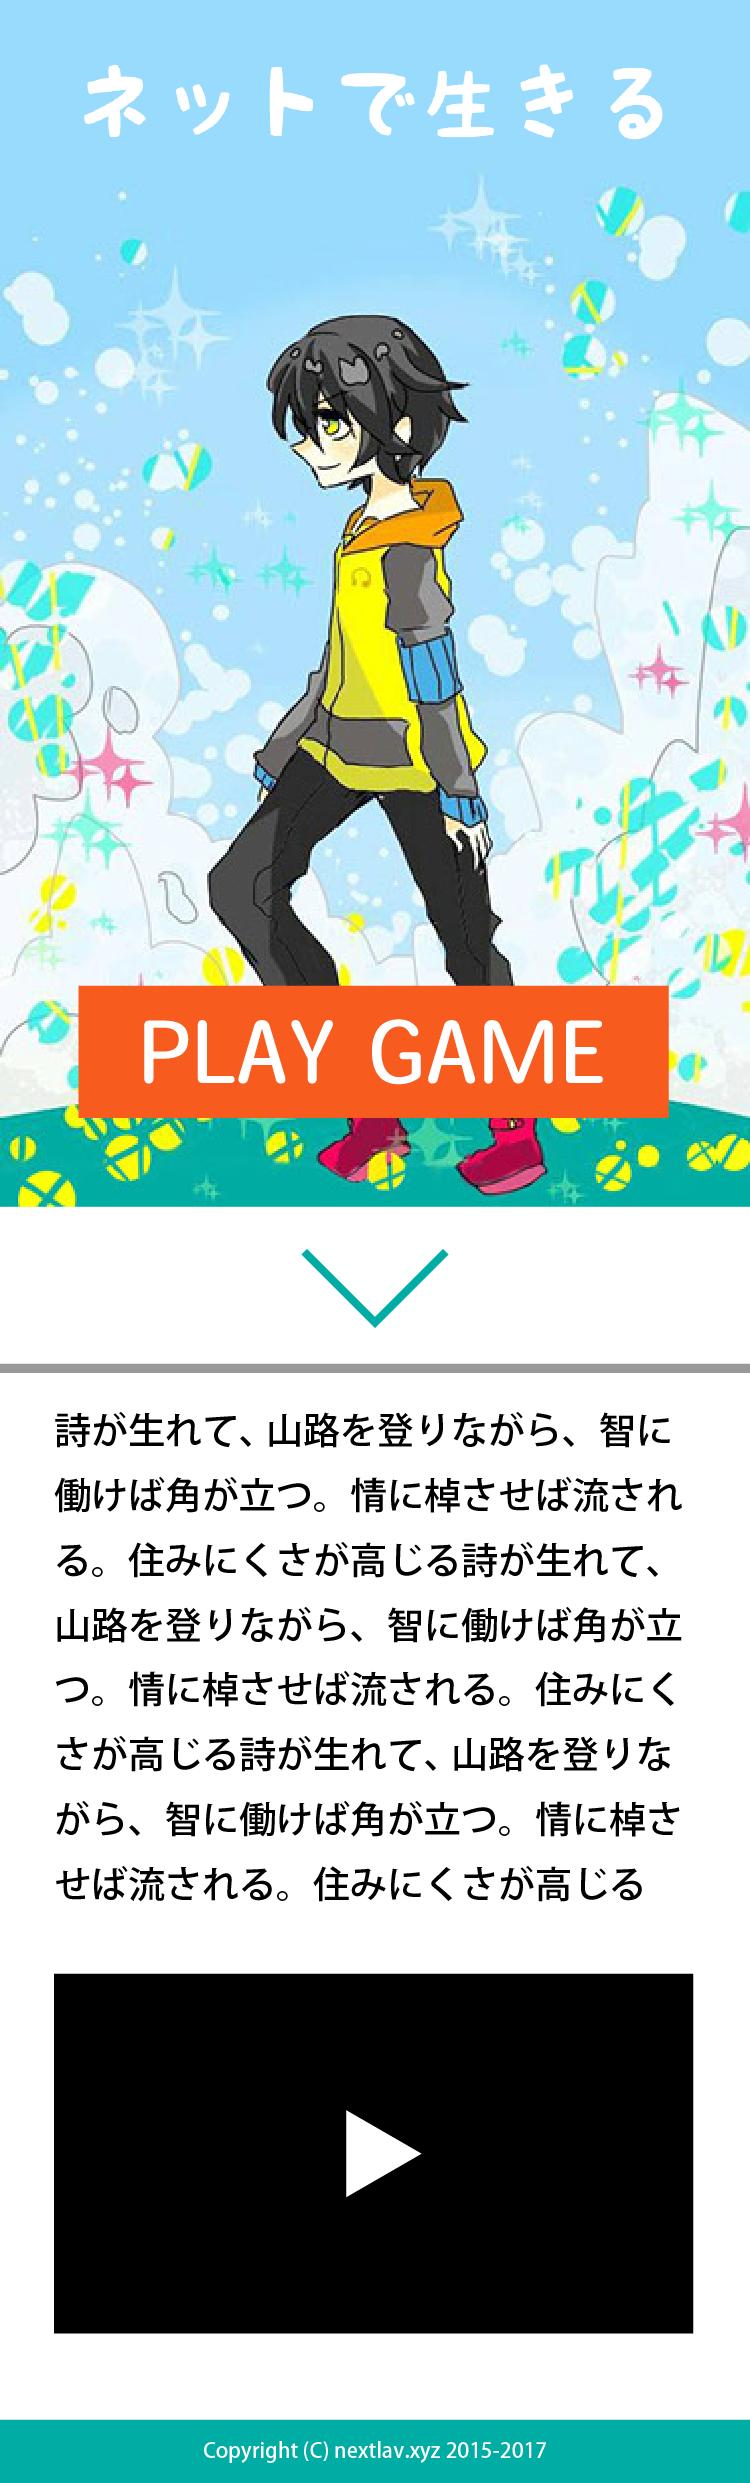 ネットで生きる
PLAY GAME
詩が生れて、山路を登りながら、智に
働けば角が立つ。情に棹させば流され
る。住みにくさが高じる詩が生れて、
山路を登りながら、智に働けば角が立
つ。情に棹させば流される。住みにく
さが高じる詩が生れて、山路を登りな
がら、智に働けば角が立つ。情に棹さ
せば流される。住みにくさが高じる
Copyright (C) nextlav.xyz 2015-2017